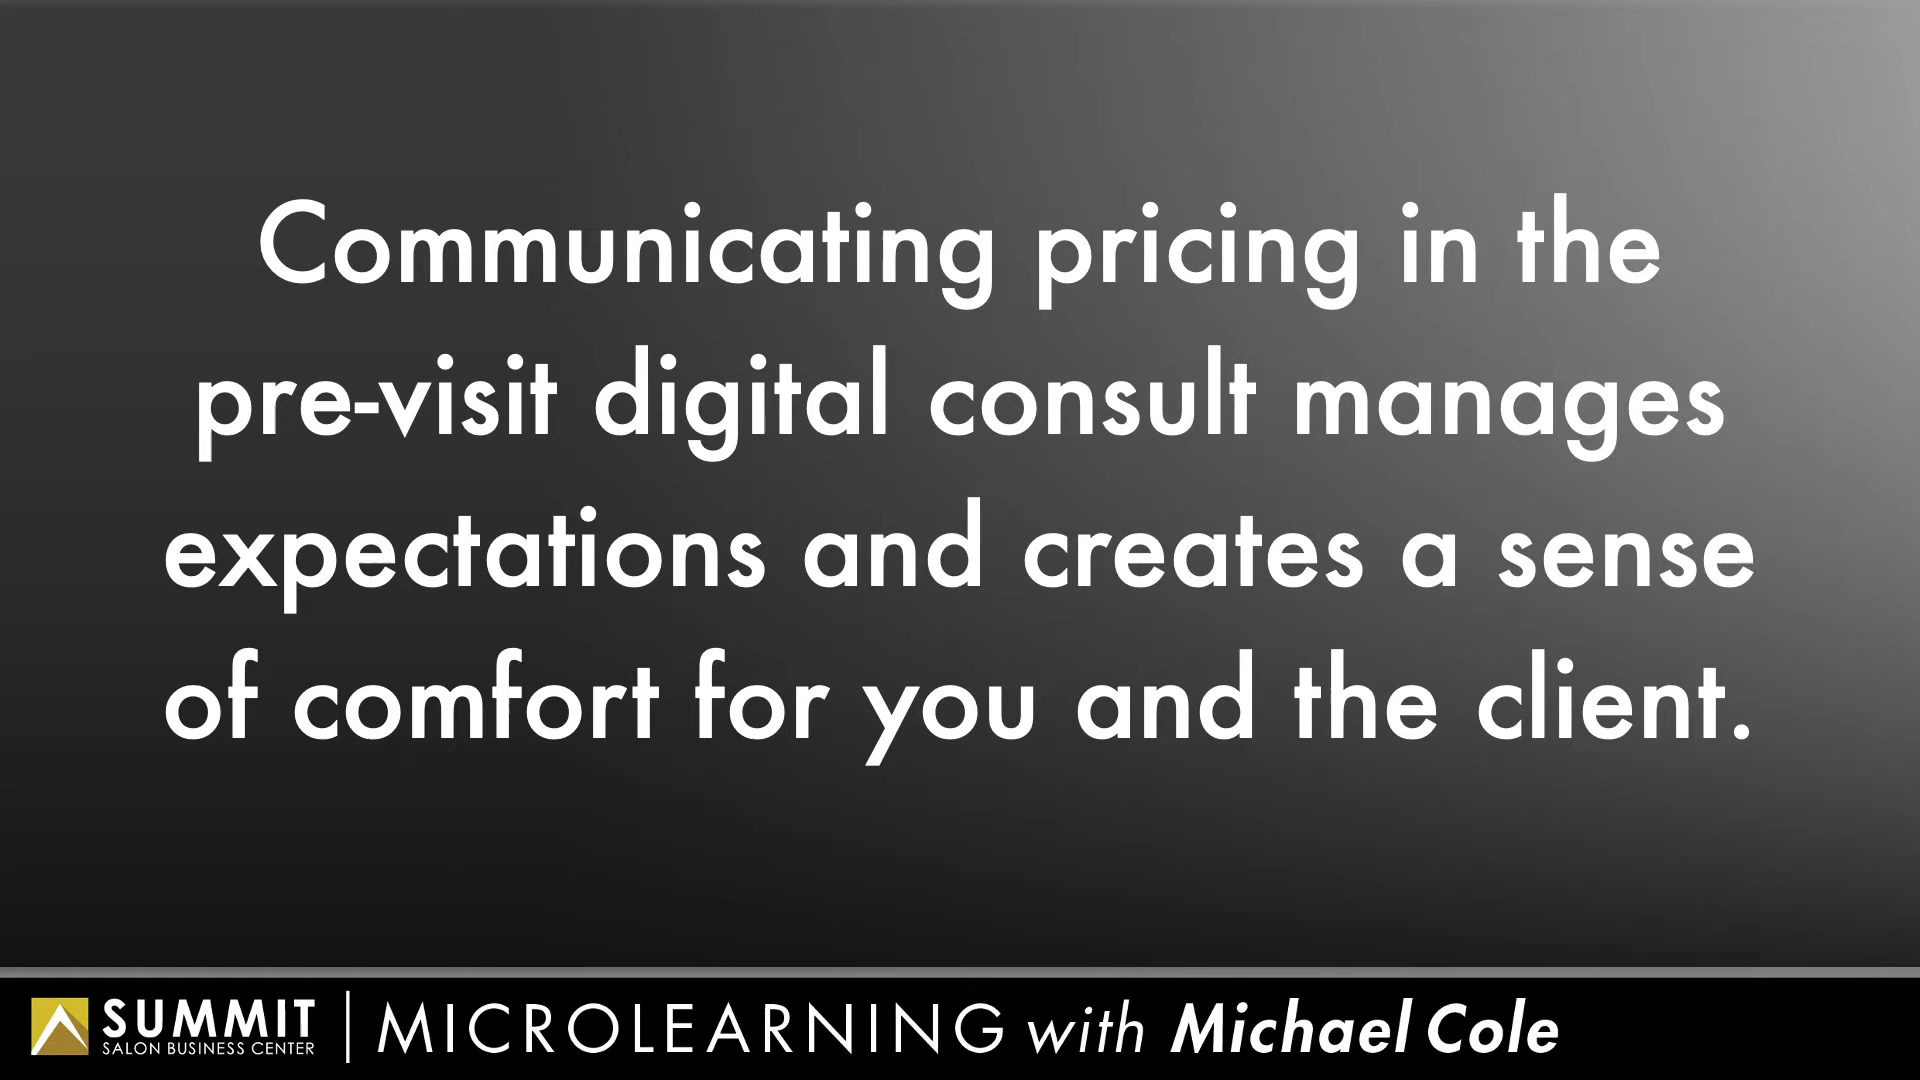 Communicating pricing in the
pre-visit digital consult manages
expectations and creates a sense
of comfort for you and the client.
SUMMIT
SALON BUSINESS CENTER
MICROLEARNING with Michael Cole